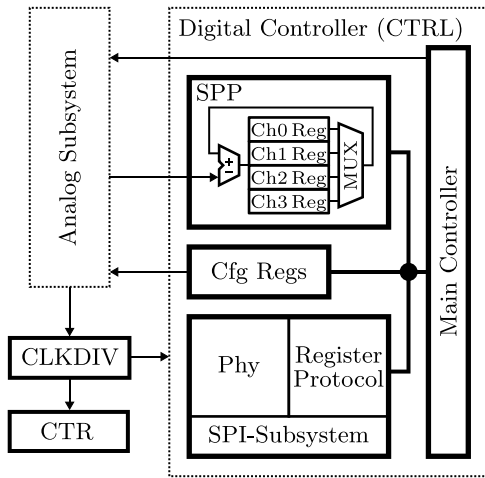 Digital Controller (CTRL)
Analog Subsystem
SPP
+
−
Ch0 Reg
Ch1 Reg
Ch2 Reg
Ch3 Reg
MUX
Main Controller
Cfg Regs
CLKDIV
CTR
Phy
Register
Protocol
SPI-Subsystem